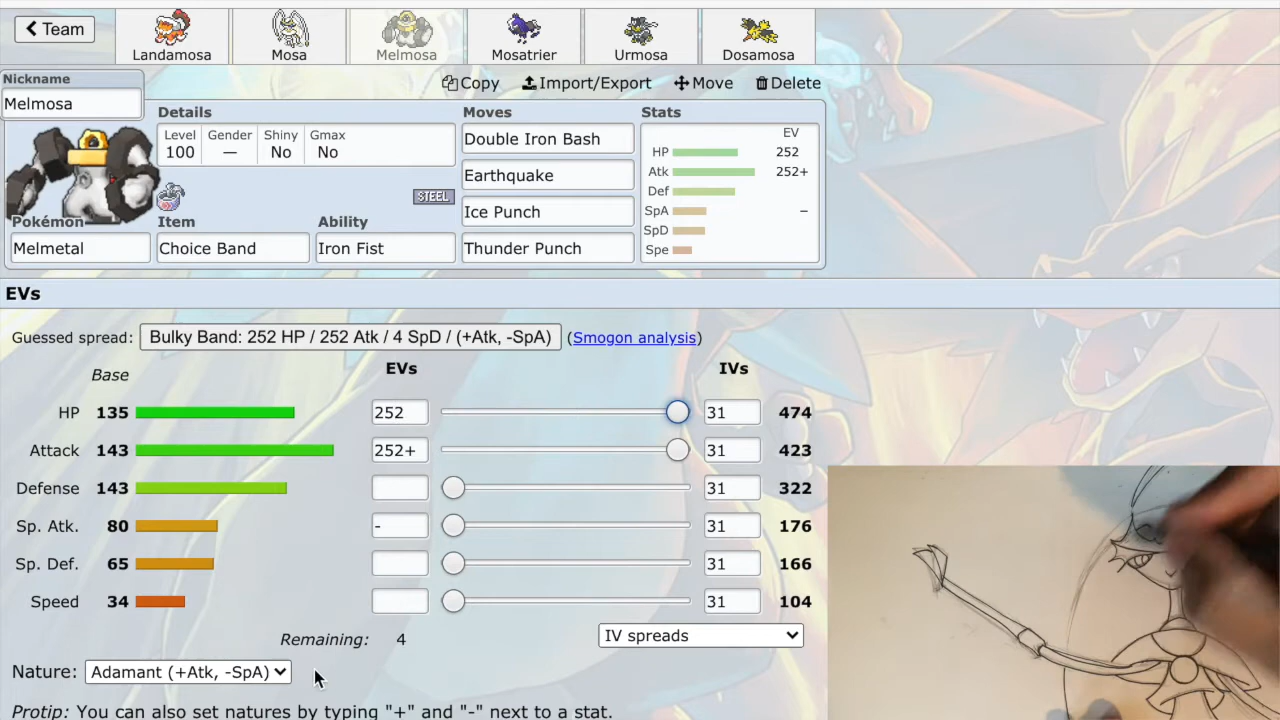 Team
Landamosa Mosa Melmosa Mosatrier Urmosa Dosamosa
Nickname
Copy Import/Export Move Delete
Melmosa
Details Moves Stats
Level Gender Shiny Gmax
100 — No No
Double Iron Bash
EV
HP 252
Atk 252+
Earthquake
Def
STEEL
Ice Punch
SpA –
Pokémon Item Ability
SpD
Melmetal Choice Band Iron Fist Thunder Punch
Spe
EVs
Guessed spread: Bulky Band: 252 HP / 252 Atk / 4 SpD / (+Atk, -SpA) (Smogon analysis)
Base EVs IVs
HP 135 252 31 474
Attack 143 252+ 31 423
Defense 143 31 322
Sp. Atk. 80 - 31 176
Sp. Def. 65 31 166
Speed 34 31 104
Remaining: 4 IV spreads
Nature: Adamant (+Atk, -SpA)
Protip: You can also set natures by typing "+" and "-" next to a stat.